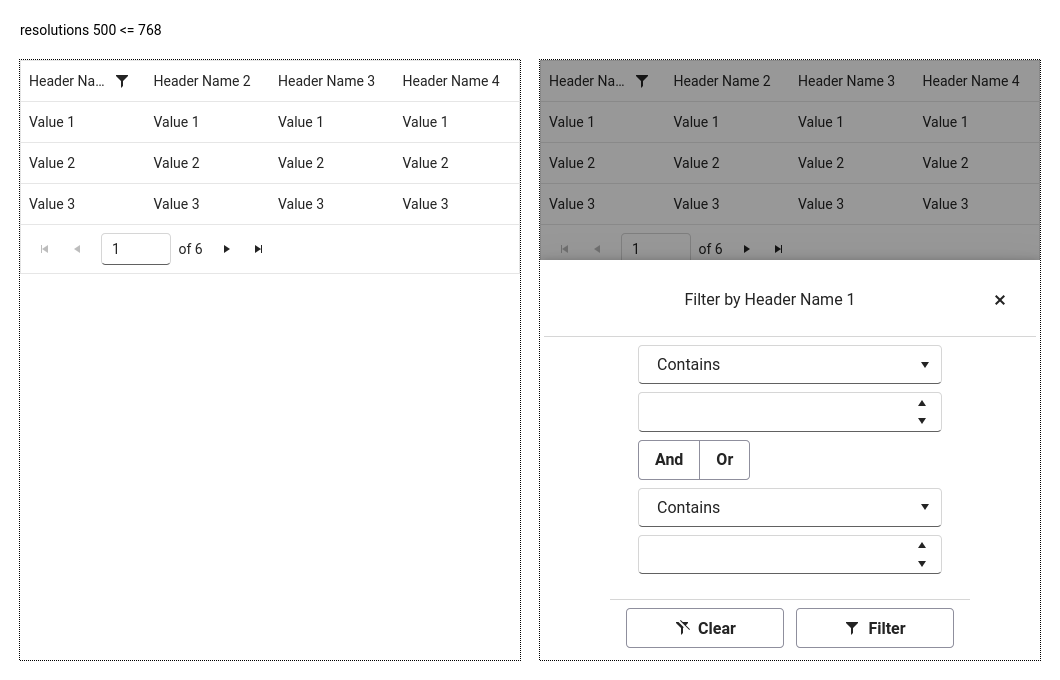 resolutions 500 <= 768
Header Na... Header Name 2 Header Name 3 Header Name 4
Value 1 Value 1 Value 1 Value 1
Value 2 Value 2 Value 2 Value 2
Value 3 Value 3 Value 3 Value 3
1 of 6
Header Na... Header Name 2 Header Name 3 Header Name 4
Value 1 Value 1 Value 1 Value 1
Value 2 Value 2 Value 2 Value 2
Value 3 Value 3 Value 3 Value 3
1 of 6
Filter by Header Name 1
Contains
And Or
Contains
Clear Filter